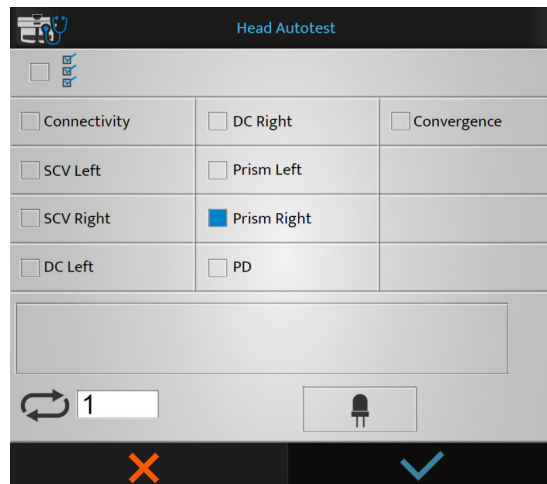 Head Autotest
Connectivity DC Right Convergence
SCV Left Prism Left
SCV Right Prism Right
DC Left PD
1